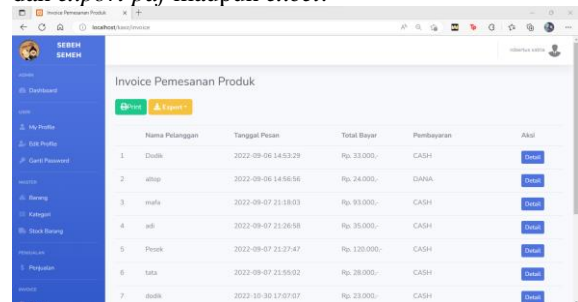 dan export pdf maupun excel.
Invoice Pemesanan Produk
localhost/kasir/invoice
SEBEH
SEMEH
ADMIN
Dashboard
USER
My Profile
Edit Profile
Ganti Password
MASTER
Barang
Kategori
Stock Barang
PENJUALAN
Penjualan
INVOICE
Invoice Pemesanan Produk
Print Export
Nama Pelanggan Tanggal Pesan Total Bayar Pembayaran Aksi
1 Dodik 2022-09-06 14:53:29 Rp. 33.000,- CASH Detail
2 2022-09-06 14:56:56 Rp. 24.000,- DANA Detail
3 mafa 2022-09-07 21:18:03 Rp. 93.000,- CASH Detail
4 adi 2022-09-07 21:26:58 Rp. 35.000,- CASH Detail
5 Pesek 2022-09-07 21:27:47 Rp. 120.000,- CASH Detail
6 tata 2022-09-07 21:55:02 Rp. 28.000,- CASH Detail
7 dodik 2022-10-30 17:07:07 Rp. 23.000,- CASH Detail